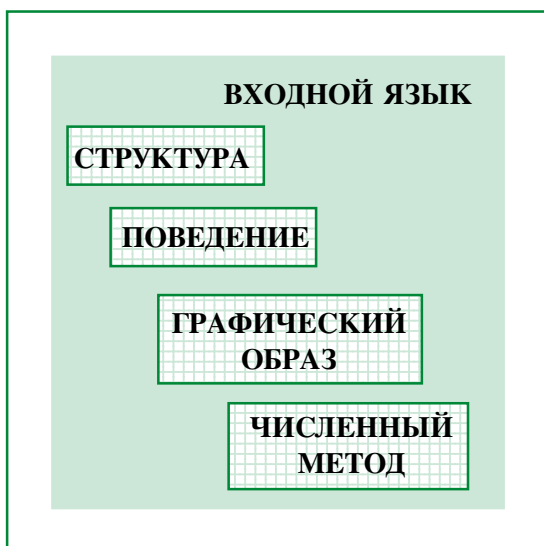 ВХОДНОЙ ЯЗЫК
СТРУКТУРА
ПОВЕДЕНИЕ
ГРАФИЧЕСКИЙ
ОБРАЗ
ЧИСЛЕННЫЙ
МЕТОД